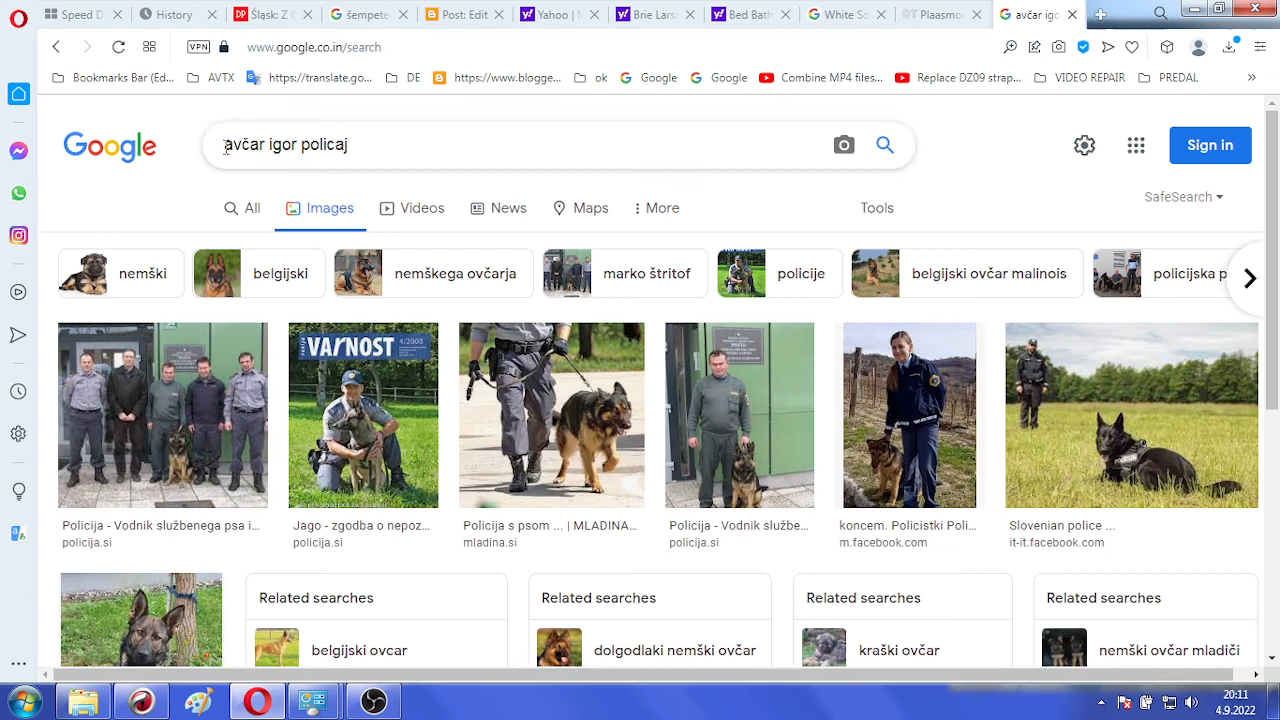 Speed D
History
Śląsk: 7 (
šempete
Post: Edit
Yahoo U
Brie Lars
Bed Bath
White So
Plaasmo
avčar igo
VPN
www.google.co.in/search
Bookmarks Bar (Ed...
AVTX
https://translate.go...
DE
https://www.blogge...
ok
Google
Google
Combine MP4 files...
Replace DZ09 strap...
VIDEO REPAIR
PREDAL
»
Google
avčar igor policaj
Sign in
All
Images
Videos
News
Maps
More
Tools
SafeSearch
nemški
belgijski
nemškega ovčarja
marko štritof
policije
belgijski ovčar malinois
policijska p
VARNOST 4/2008
Policija - Vodnik službenega psa i...
policija.si
Jago - zgodba o nepoz...
policija.si
Policija s psom ... | MLADINA...
mladina.si
Policija - Vodnik službe...
policija.si
koncem. Policistki Poli...
m.facebook.com
Slovenian police ...
it-it.facebook.com
Related searches
belgijski ovcar
Related searches
dolgodlaki nemški ovčar
Related searches
kraški ovčar
Related searches
nemški ovčar mladiči
20:11
4.9.2022